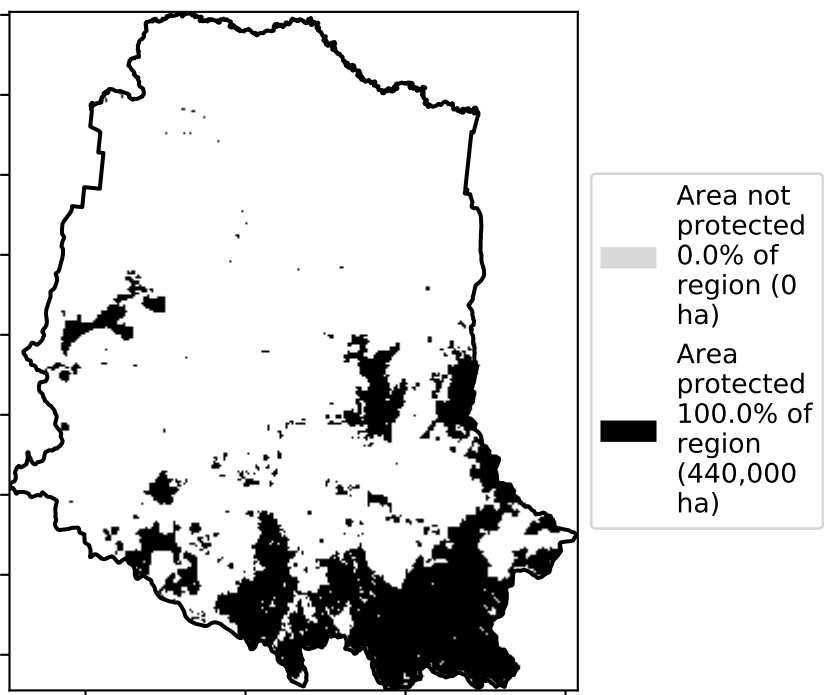 Area not
protected
0.0% of
region (0
ha)
Area
protected
100.0% of
region
(440,000
ha)